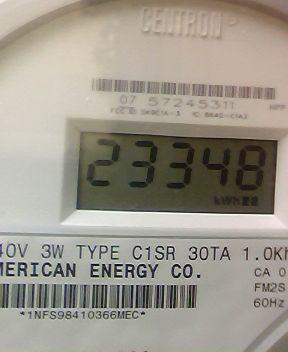 CENTRON
07 57245311
23348
kWh
40V 3W TYPE C1SR 30TA 1.0Kh
MERICAN ENERGY CO.
CA 0
FM2S
60Hz
*1NFS98410366MEC*